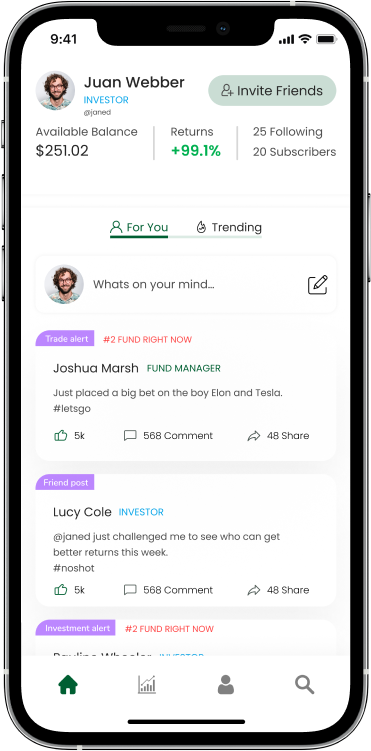 9:41
Juan Webber
INVESTOR
@janed
Invite Friends
Available Balance
$251.02
Returns
+99.1%
25 Following
20 Subscribers
For You
Trending
Whats on your mind...
Trade alert
#2 FUND RIGHT NOW
Joshua Marsh FUND MANAGER
Just placed a big bet on the boy Elon and Tesla.
#letsgo
5k
568 Comment
48 Share
Friend post
Lucy Cole INVESTOR
@janed just challenged me to see who can get
better returns this week.
#noshot
5k
568 Comment
48 Share
Investment alert
#2 FUND RIGHT NOW
Pauline Wheeler INVESTOR